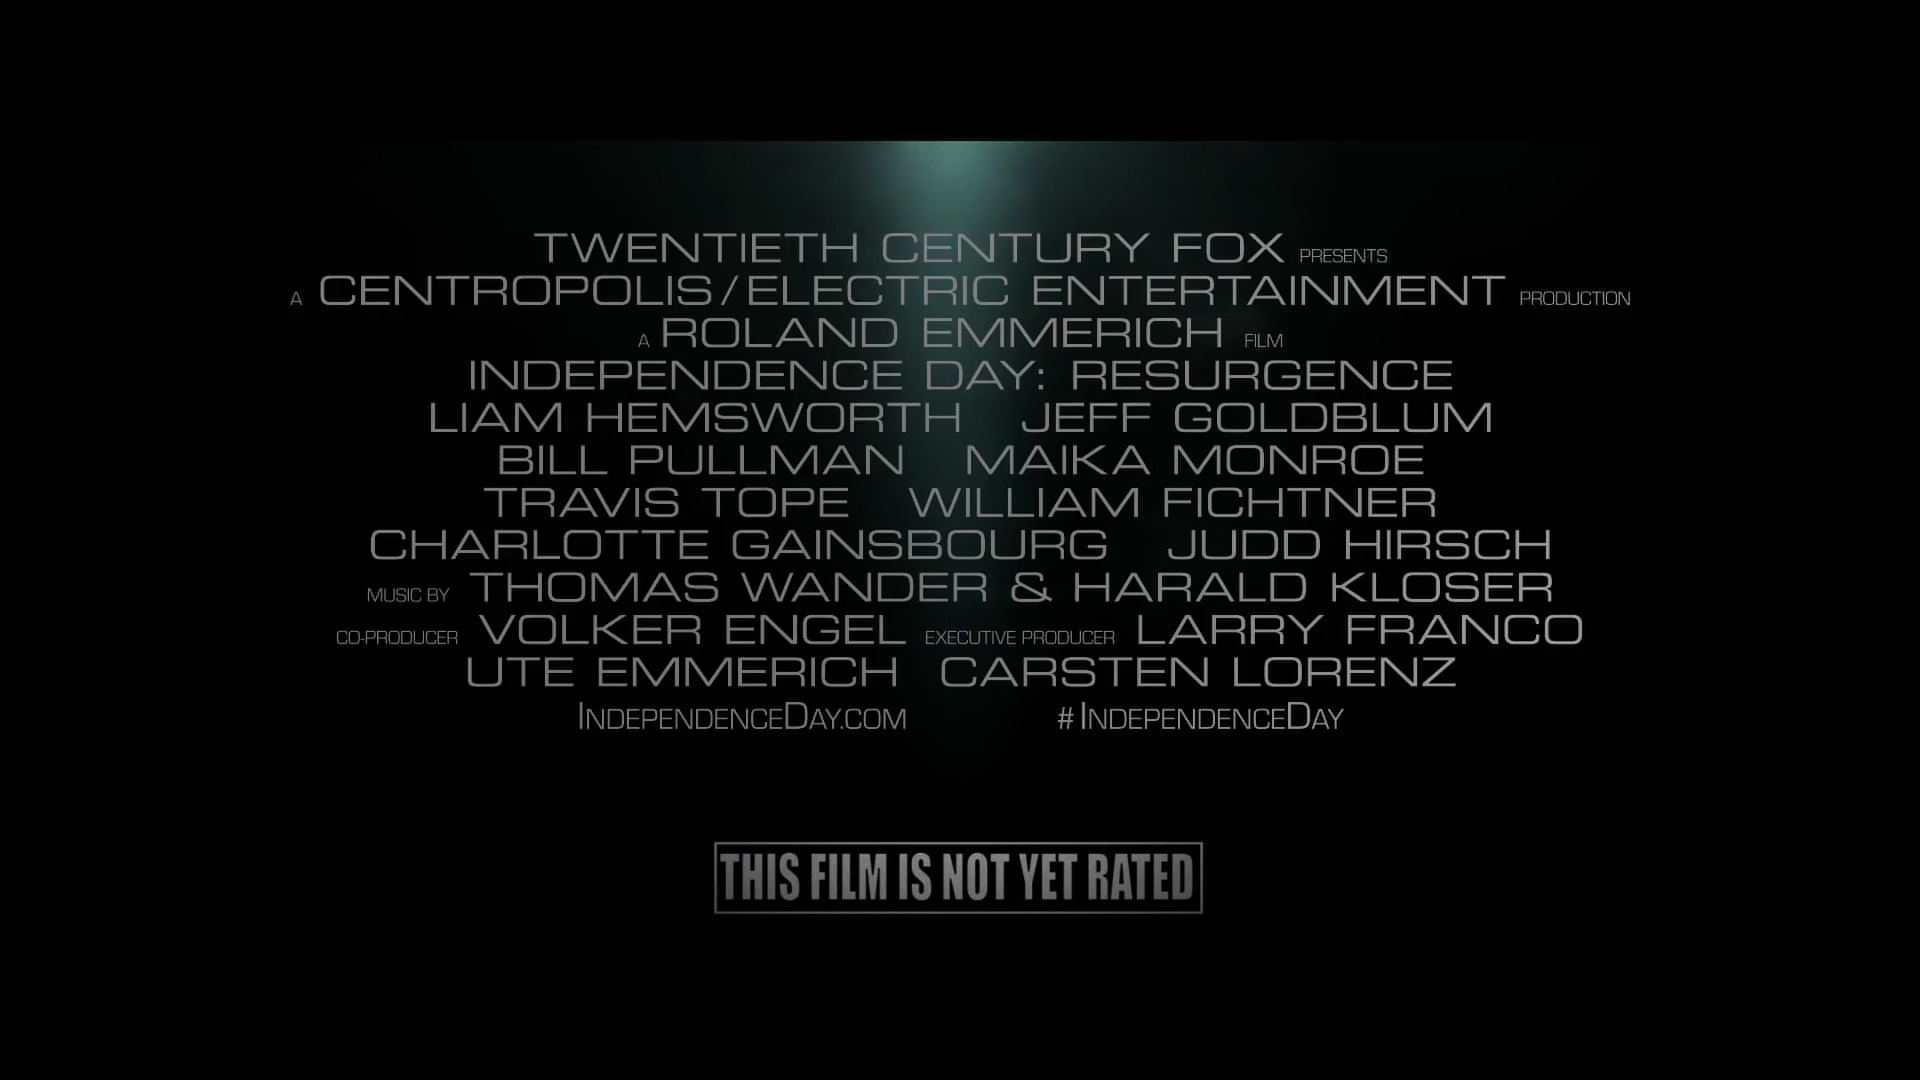 TWENTIETH CENTURY FOX PRESENTS
A CENTROPOLIS/ELECTRIC ENTERTAINMENT PRODUCTION
A ROLAND EMMERICH FILM
INDEPENDENCE DAY: RESURGENCE
LIAM HEMSWORTH JEFF GOLDBLUM
BILL PULLMAN MAIKA MONROE
TRAVIS TOPE WILLIAM FICHTNER
CHARLOTTE GAINSBOURG JUDD HIRSCH
MUSIC BY THOMAS WANDER & HARALD KLOSER
CO-PRODUCER VOLKER ENGEL EXECUTIVE PRODUCER LARRY FRANCO
UTE EMMERICH CARSTEN LORENZ
INDEPENDENCEDAY.COM #INDEPENDENCEDAY
THIS FILM IS NOT YET RATED